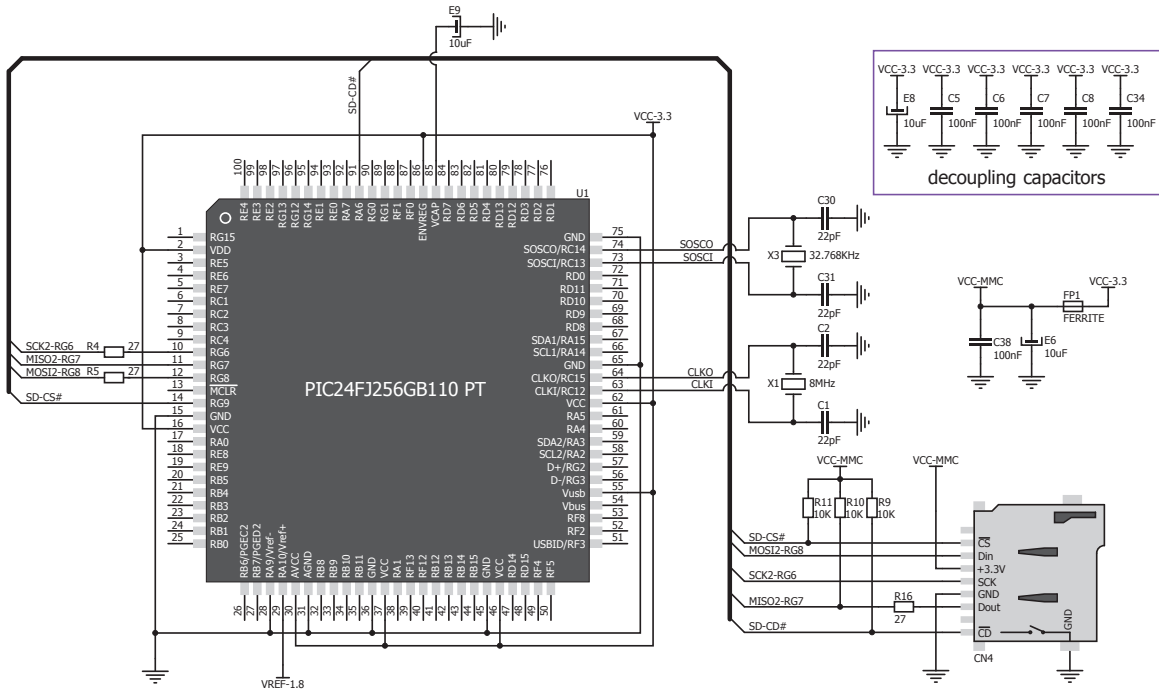 E9
10uF
SD-CD#
VCC-3.3
VCC-3.3 VCC-3.3 VCC-3.3 VCC-3.3 VCC-3.3 VCC-3.3
E8 C5 C6 C7 C8 C34
10uF 100nF 100nF 100nF 100nF 100nF
decoupling capacitors
100 99 98 97 96 95 94 93 92 91 90 89 88 87 86 85 84 83 82 81 80 79 78 77 76
U1
RE4 RE3 RE2 RG13 RG12 RG14 RE1 RE0 RA7 RA6 RG0 RG1 RF1 RF0 ENVREG VCAP RD7 RD6 RD5 RD4 RD13 RD12 RD3 RD2 RD1
1 RG15
2 VDD
3 RE5
4 RE6
5 RE7
6 RC1
7 RC2
8 RC3
9 RC4
SCK2-RG6 R4 27 10 RG6
MISO2-RG7 11 RG7
MOSI2-RG8 R5 27 12 RG8
13 MCLR
SD-CS# 14 RG9
15 GND
16 VCC
17 RA0
18 RE8
19 RE9
20 RB5
21 RB4
22 RB3
23 RB2
24 RB1
25 RB0
PIC24FJ256GB110 PT
GND 75
SOSCO/RC14 74 SOSCO
SOSCI/RC13 73 SOSCI
RD0 72
RD11 71
RD10 70
RD9 69
RD8 68
SDA1/RA15 67
SCL1/RA14 66
GND 65
CLKO/RC15 64 CLKO
CLKI/RC12 63 CLKI
VCC 62
RA5 61
RA4 60
SDA2/RA3 59
SCL2/RA2 58
D+/RG2 57
D-/RG3 56
Vusb 55
Vbus 54
RF8 53
RF2 52
USBID/RF3 51
RB6/PGEC2 RB7/PGED2 RA9/Vref- RA10/Vref+ AVCC AGND RB8 RB9 RB10 RB11 GND VCC RA1 RF13 RF12 RB12 RB13 RB14 RB15 GND VCC RD14 RD15 RF4 RF5
26 27 28 29 30 31 32 33 34 35 36 37 38 39 40 41 42 43 44 45 46 47 48 49 50
VREF-1.8
C30
22pF
X3 32.768KHz
C31
22pF
C2
22pF
X1 8MHz
C1
22pF
VCC-MMC
FP1
FERRITE
VCC-3.3
C38
100nF
E6
10uF
VCC-MMC
VCC-MMC
R11 R10 R9
10K 10K 10K
SD-CS#
MOSI2-RG8
SCK2-RG6
MISO2-RG7
R16
27
SD-CD#
CS
Din
+3.3V
SCK
GND
Dout
CD
GND
CN4